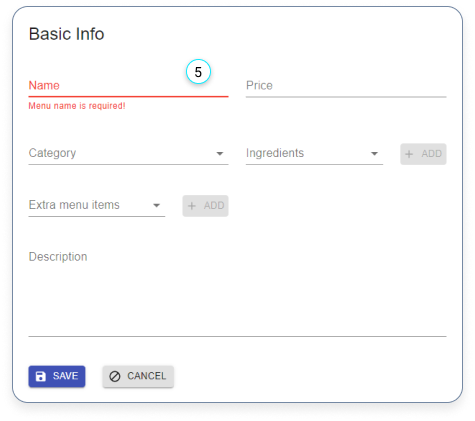 Basic Info
5
Name
Price
Menu name is required!
Category
Ingredients
+ ADD
Extra menu items
+ ADD
Description
SAVE
CANCEL